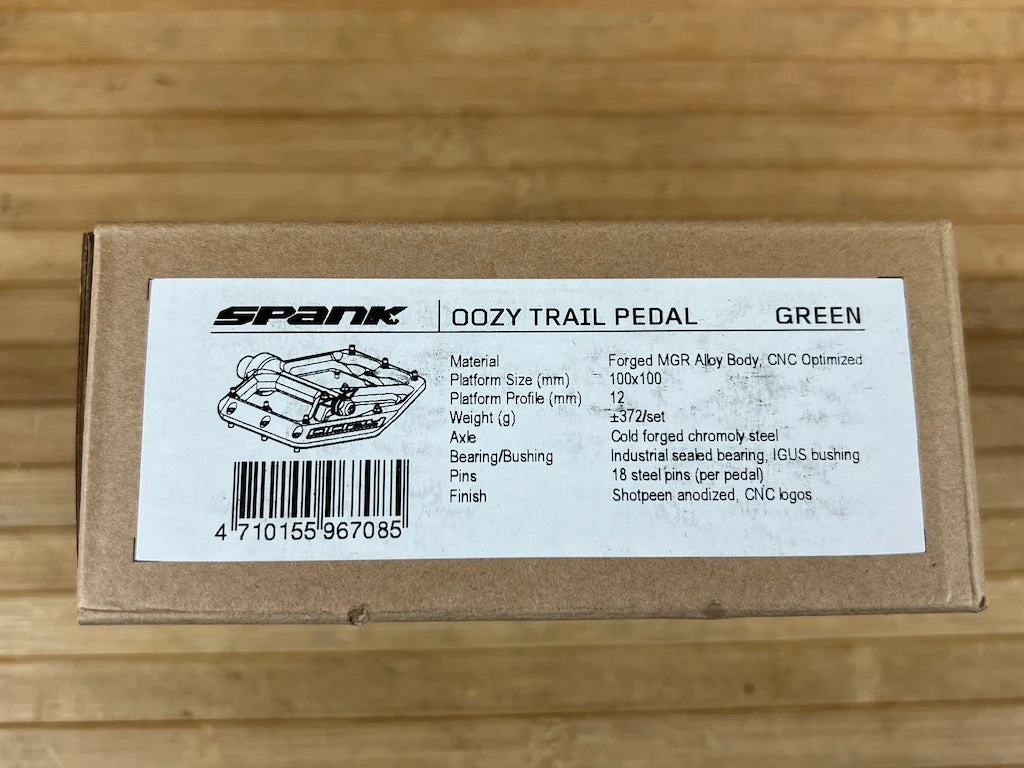 SPANK OOZY TRAIL PEDAL GREEN
Material Forged MGR Alloy Body, CNC Optimized
Platform Size (mm) 100x100
Platform Profile (mm) 12
Weight (g) ±372/set
Axle Cold forged chromoly steel
Bearing/Bushing Industrial sealed bearing, IGUS bushing
Pins 18 steel pins (per pedal)
Finish Shotpeen anodized, CNC logos
SPANK
4 710155 967085